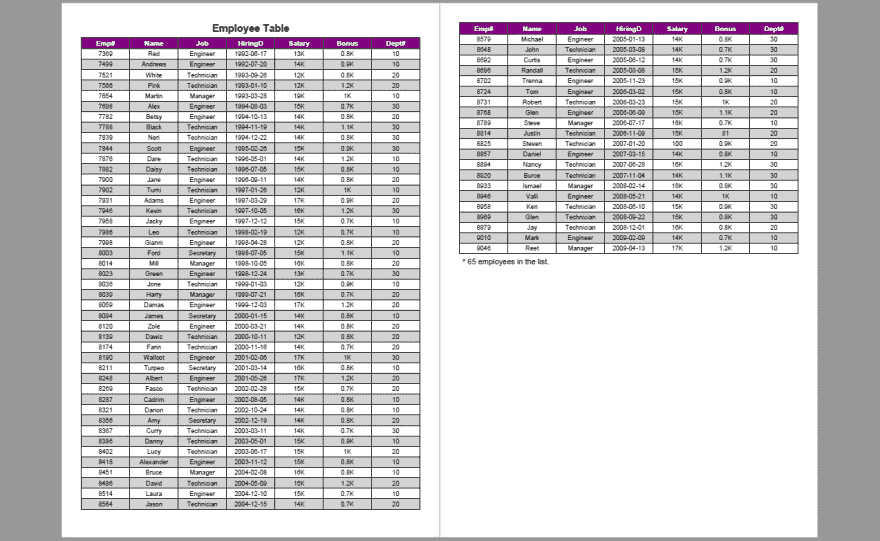 Employee Table
Emp# Name Job HiringD Salary Bonus Dept#
7369 Red Engineer 1992-06-17 13K 0.8K 10
7499 Andrews Engineer 1992-07-20 14K 0.9K 10
7521 White Technician 1993-09-26 12K 0.8K 20
7566 Pink Technician 1993-01-10 12K 1.2K 20
7654 Martin Manager 1993-03-28 19K 1K 10
7698 Alex Engineer 1994-08-03 15K 0.7K 30
7782 Betsy Engineer 1994-10-13 14K 0.8K 20
7788 Black Technician 1994-11-19 14K 1.1K 30
7839 Neri Technician 1994-12-22 14K 0.8K 30
7844 Scott Engineer 1995-02-26 15K 0.9K 30
7876 Dare Technician 1996-05-01 14K 1.2K 10
7882 Daisy Technician 1996-07-05 15K 0.8K 10
7900 Jane Engineer 1996-09-11 14K 0.8K 20
7902 Tumi Technician 1997-01-26 12K 1K 10
7931 Adams Engineer 1997-03-29 17K 0.9K 20
7946 Kevin Technician 1997-10-05 16K 1.2K 30
7958 Jacky Engineer 1997-12-12 15K 0.7K 10
7986 Leo Technician 1998-02-19 12K 0.7K 10
7998 Gianni Engineer 1998-04-28 12K 0.8K 20
8003 Ford Secretary 1998-07-05 15K 1.1K 10
8014 Mill Manager 1998-10-05 16K 0.8K 20
8023 Green Engineer 1998-12-24 13K 0.7K 30
8036 Jone Technician 1999-01-03 12K 0.9K 10
8039 Harry Manager 1999-07-21 16K 0.7K 20
8059 Damas Engineer 1999-12-03 17K 1.2K 20
8094 James Secretary 2000-01-15 14K 0.8K 10
8120 Zole Engineer 2000-03-21 14K 0.8K 20
8139 Dawiz Technician 2000-10-11 12K 0.8K 20
8174 Farin Technician 2000-11-16 14K 0.7K 20
8190 Walloot Engineer 2001-02-06 17K 1K 30
8211 Turpeo Secretary 2001-03-14 16K 0.8K 10
8248 Albert Engineer 2001-05-26 17K 1.2K 20
8269 Fasco Technician 2002-02-28 15K 0.7K 20
8287 Cadrim Engineer 2002-08-05 14K 0.8K 10
8321 Danon Technician 2002-10-24 14K 0.8K 10
8356 Amy Secretary 2002-12-19 14K 0.8K 20
8367 Curry Technician 2003-03-11 14K 0.7K 30
8386 Danny Technician 2003-05-01 15K 0.9K 10
8402 Lucy Technician 2003-06-17 15K 1K 20
8418 Alexander Engineer 2003-11-12 15K 0.8K 10
8451 Bruce Manager 2004-02-08 16K 0.8K 10
8486 David Technician 2004-06-09 15K 1.2K 20
8514 Laura Engineer 2004-12-10 15K 0.7K 10
8564 Jason Technician 2004-12-15 14K 0.7K 20
Emp# Name Job HiringD Salary Bonus Dept#
8579 Michael Engineer 2005-01-13 14K 0.8K 30
8648 John Technician 2005-03-08 14K 0.7K 30
8692 Curtis Engineer 2005-06-12 14K 0.7K 30
8696 Randall Technician 2005-08-08 15K 1.2K 20
8702 Trenna Engineer 2005-11-23 15K 0.9K 10
8724 Tom Engineer 2006-03-02 15K 0.8K 10
8731 Robert Technician 2006-03-23 15K 1K 20
8768 Glen Engineer 2006-06-09 15K 1.1K 20
8789 Steve Manager 2006-07-17 16K 0.7K 10
8814 Justin Technician 2006-11-09 15K 81 20
8825 Steven Technician 2007-01-20 100 0.9K 20
8857 Daniel Engineer 2007-03-15 14K 0.8K 10
8894 Nancy Technician 2007-06-28 16K 1.2K 30
8920 Burce Technician 2007-11-04 14K 1.1K 30
8933 Ismael Manager 2008-02-14 16K 0.8K 30
8946 Valli Engineer 2008-05-21 14K 1K 10
8958 Ken Technician 2008-06-10 15K 0.9K 30
8969 Glen Technician 2008-09-22 15K 0.8K 30
8979 Jay Technician 2008-12-01 16K 0.8K 20
9010 Mark Engineer 2009-02-09 14K 0.7K 10
9046 Reet Manager 2009-04-13 17K 1.2K 10
* 65 employees in the list.